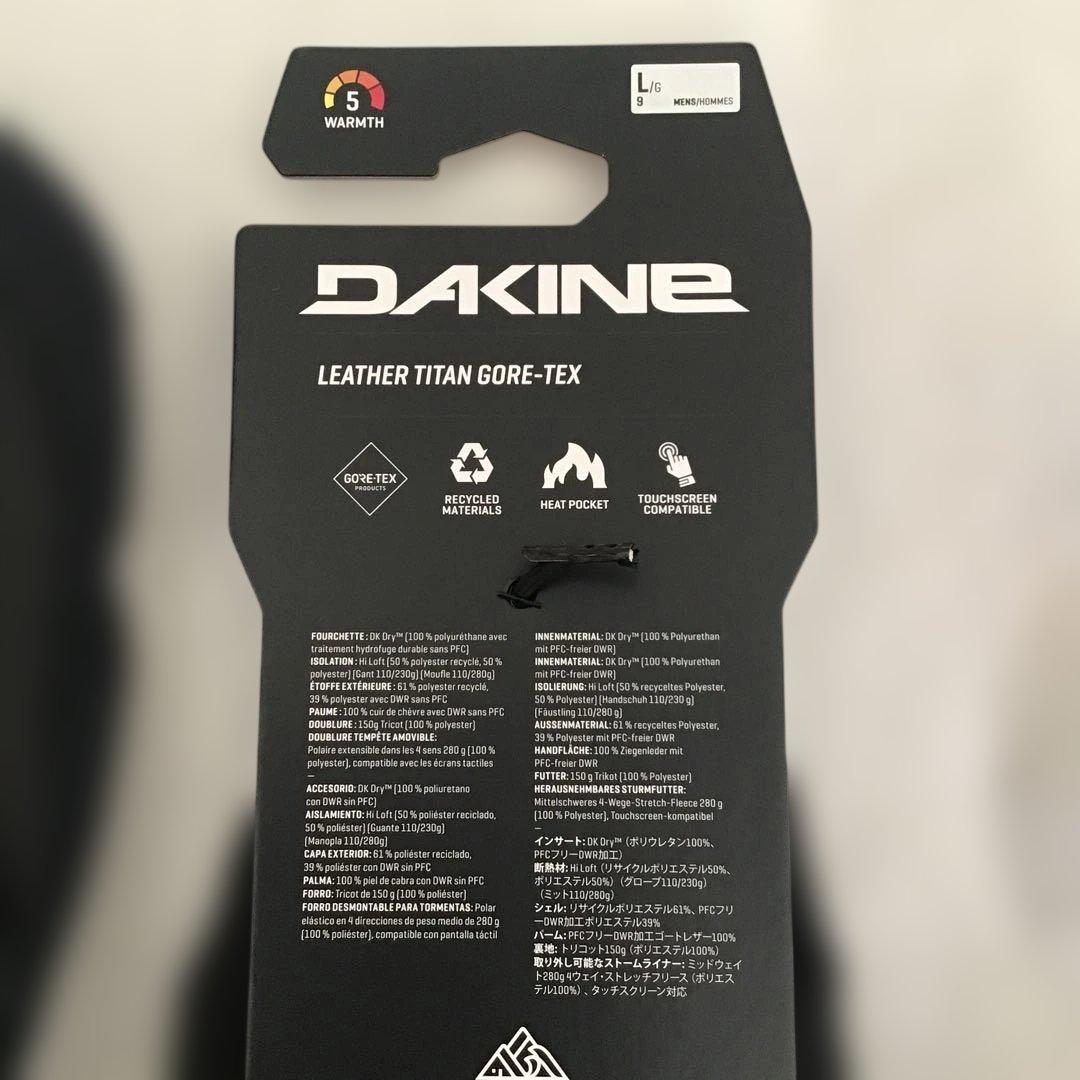 5
WARMTH
L/G
9 MENS/HOMMES
DAKINE
LEATHER TITAN GORE-TEX
GORE-TEX
PRODUCTS
RECYCLED
MATERIALS
HEAT POCKET
TOUCHSCREEN
COMPATIBLE
FOURCHETTE : DK Dry™ (100 % polyuréthane avec
traitement hydrofuge durable sans PFC)
ISOLATION : Hi Loft (50 % polyester recyclé, 50 %
polyester) (Gant 110/230g) (Moufle 110/280g)
ÉTOFFE EXTÉRIEURE : 61 % polyester recyclé,
39 % polyester avec DWR sans PFC
PAUME : 100 % cuir de chèvre avec DWR sans PFC
DOUBLURE : 150g Tricot (100 % polyester)
DOUBLURE TEMPÊTE AMOVIBLE:
Polaire extensible dans les 4 sens 280 g (100 %
polyester), compatible avec les écrans tactiles
—
ACCESORIO: DK Dry™ (100 % poliuretano
con DWR sin PFC)
AISLAMIENTO: Hi Loft (50 % poliéster reciclado,
50 % poliéster) (Guante 110/230g)
(Manopla 110/280g)
CAPA EXTERIOR: 61 % poliéster reciclado,
39 % poliéster con DWR sin PFC
PALMA: 100 % piel de cabra con DWR sin PFC
FORRO: Tricot de 150 g (100 % poliéster)
FORRO DESMONTABLE PARA TORMENTAS: Polar
elástico en 4 direcciones de peso medio de 280 g
(100 % poliéster), compatible con pantalla táctil
INNENMATERIAL: DK Dry™ (100 % Polyurethan
mit PFC-freier DWR)
INNENMATERIAL: DK Dry™ (100 % Polyurethan
mit PFC-freier DWR)
ISOLIERUNG: Hi Loft (50 % recyceltes Polyester,
50 % Polyester) (Handschuh 110/230 g)
(Fäustling 110/280 g)
AUSSENMATERIAL: 61 % recyceltes Polyester,
39 % Polyester mit PFC-freier DWR
HANDFLÄCHE: 100 % Ziegenleder mit
PFC-freier DWR
FUTTER: 150 g Trikot (100 % Polyester)
HERAUSNEHMBARES STURMFUTTER:
Mittelschweres 4-Wege-Stretch-Fleece 280 g
(100 % Polyester), Touchscreen-kompatibel
—
インサート: DK Dry™（ポリウレタン100%、
PFCフリーDWR加工）
断熱材: Hi Loft（リサイクルポリエステル50%、
ポリエステル50%）（グローブ110/230g）
（ミット110/280g）
シェル: リサイクルポリエステル61%、PFCフリ
ーDWR加工ポリエステル39%
パーム: PFCフリーDWR加工ゴートレザー100%
裏地: トリコット150g（ポリエステル100%）
取り外し可能なストームライナー: ミッドウェイ
ト280g 4ウェイ・ストレッチフリース（ポリエス
テル100%）、タッチスクリーン対応